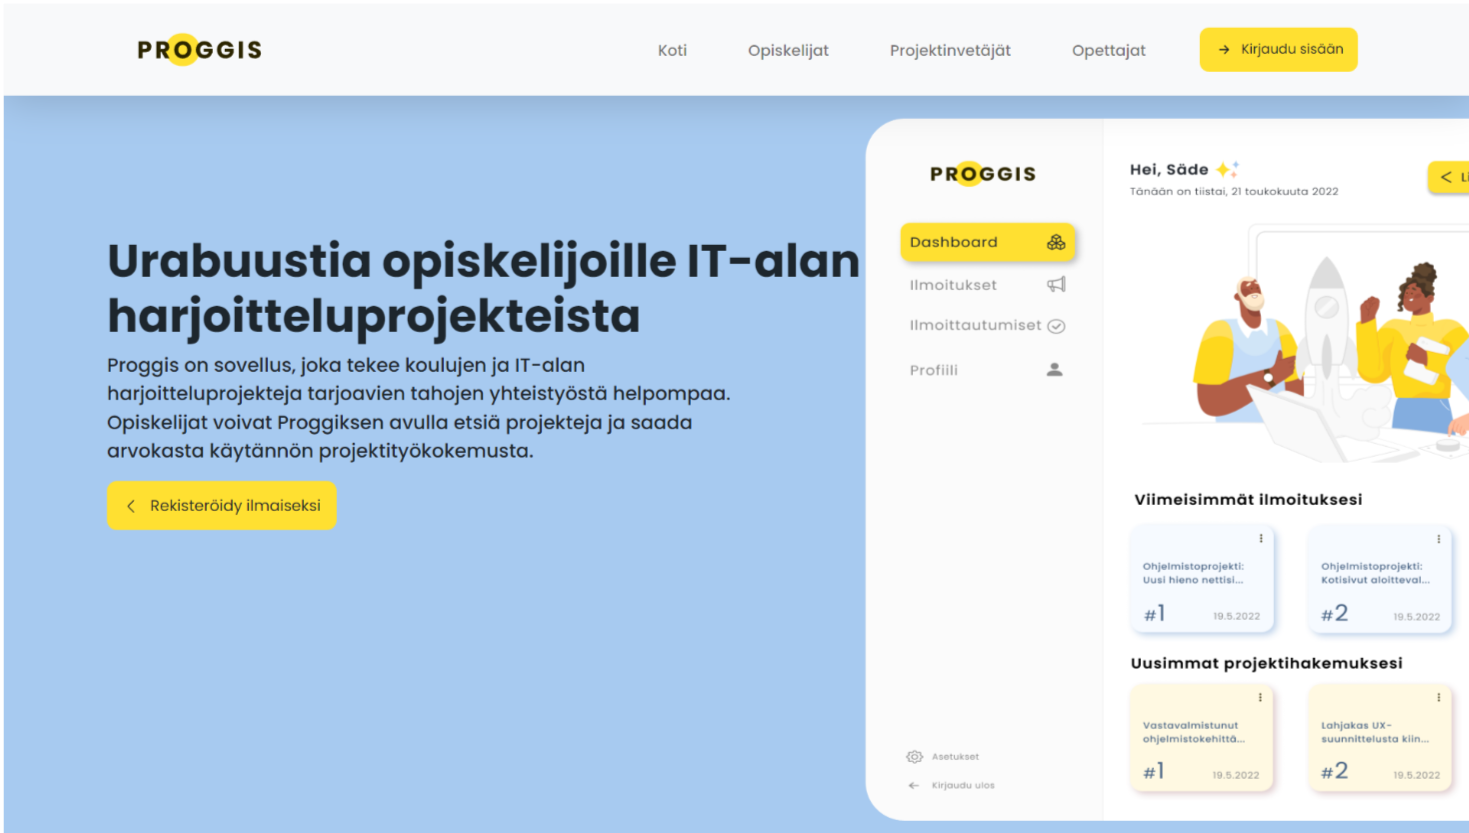 PROGGIS
Koti
Opiskelijat
Projektinvetäjät
Opettajat
Kirjaudu sisään
Urabuustia opiskelijoille IT-alan
harjoitteluprojekteista
Proggis on sovellus, joka tekee koulujen ja IT-alan
harjoitteluprojekteja tarjoavien tahojen yhteistyöstä helpompaa.
Opiskelijat voivat Proggiksen avulla etsiä projekteja ja saada
arvokasta käytännön projektityökokemusta.
Rekisteröidy ilmaiseksi
PROGGIS
Dashboard
Ilmoitukset
Ilmoittautumiset
Profiili
Asetukset
Kirjaudu ulos
Hei, Säde
Tänään on tiistai, 21 toukokuuta 2022
Viimeisimmät ilmoituksesi
Ohjelmistoprojekti:
Uusi hieno nettisi...
#1
19.5.2022
Ohjelmistoprojekti:
Kotisivut aloitteval...
#2
19.5.2022
Uusimmat projektihakemuksesi
Vastavalmistunut
ohjelmistokehittä...
#1
19.5.2022
Lahjakas UX-
suunnittelusta kiin...
#2
19.5.2022